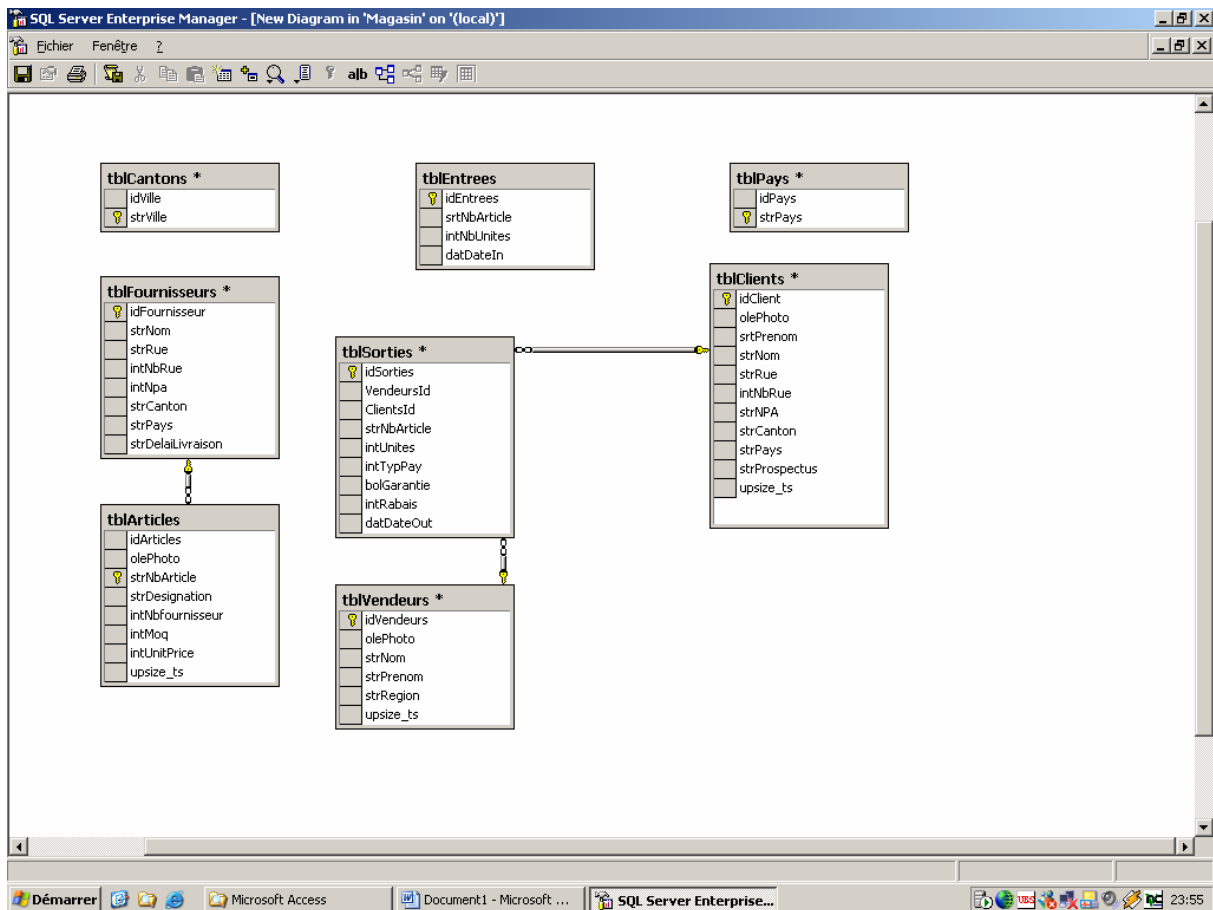 SQL Server Enterprise Manager - [New Diagram in 'Magasin' on '(local)']
Fichier Fenêtre ?
a|b
tblCantons *
idVille
strVille
tblEntrees
idEntrees
srtNbArticle
intNbUnites
datDateIn
tblPays *
idPays
strPays
tblFournisseurs *
idFournisseur
strNom
strRue
intNbRue
intNpa
strCanton
strPays
strDelaiLivraison
tblSorties *
idSorties
VendeursId
ClientsId
strNbArticle
intUnites
intTypPay
bolGarantie
intRabais
datDateOut
tblClients *
idClient
olePhoto
srtPrenom
strNom
strRue
intNbRue
strNPA
strCanton
strPays
strProspectus
upsize_ts
tblArticles
idArticles
olePhoto
strNbArticle
strDesignation
intNbfournisseur
intMoq
intUnitPrice
upsize_ts
tblVendeurs *
idVendeurs
olePhoto
strNom
strPrenom
strRegion
upsize_ts
Démarrer Microsoft Access Document1 - Microsoft ... SQL Server Enterprise... UBS 23:55